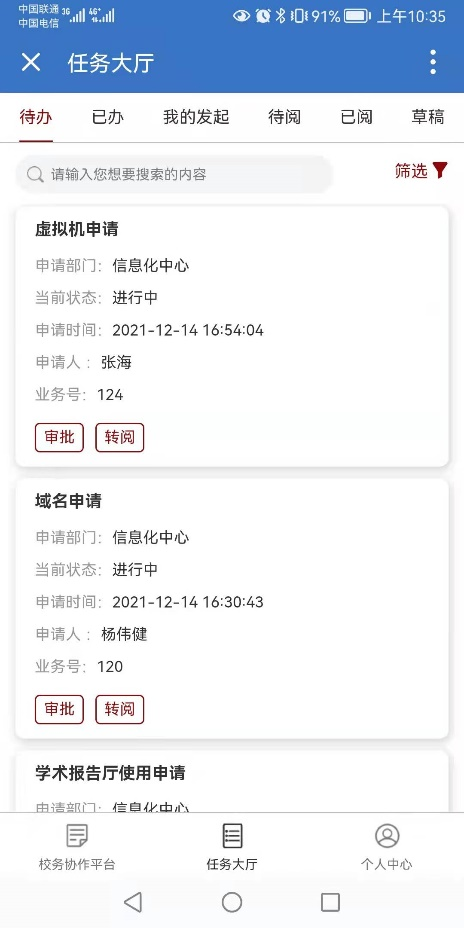 中国联通 3G 4G
中国电信 91% 上午10:35
任务大厅
待办 已办 我的发起 待阅 已阅 草稿
请输入您想要搜索的内容 筛选
虚拟机申请
申请部门: 信息化中心
当前状态: 进行中
申请时间: 2021-12-14 16:54:04
申请人: 张海
业务号: 124
审批 转阅
域名申请
申请部门: 信息化中心
当前状态: 进行中
申请时间: 2021-12-14 16:30:43
申请人: 杨伟健
业务号: 120
审批 转阅
学术报告厅使用申请
申请部门: 信息化中心
校务协作平台 任务大厅 个人中心